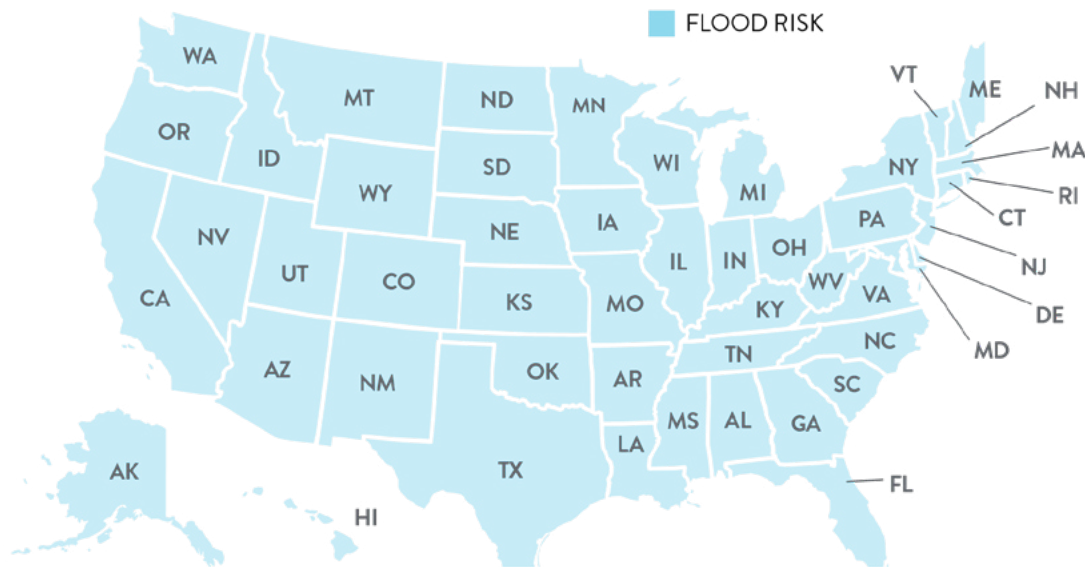 FLOOD RISK
WA
MT
ND
MN
VT
ME
NH
OR
ID
SD
WI
MA
WY
MI
NY
RI
CT
NV
NE
IA
PA
UT
CO
IL
IN
OH
NJ
CA
KS
MO
WV
VA
DE
KY
MD
NC
TN
AZ
NM
OK
AR
SC
MS
AL
GA
LA
AK
TX
FL
HI